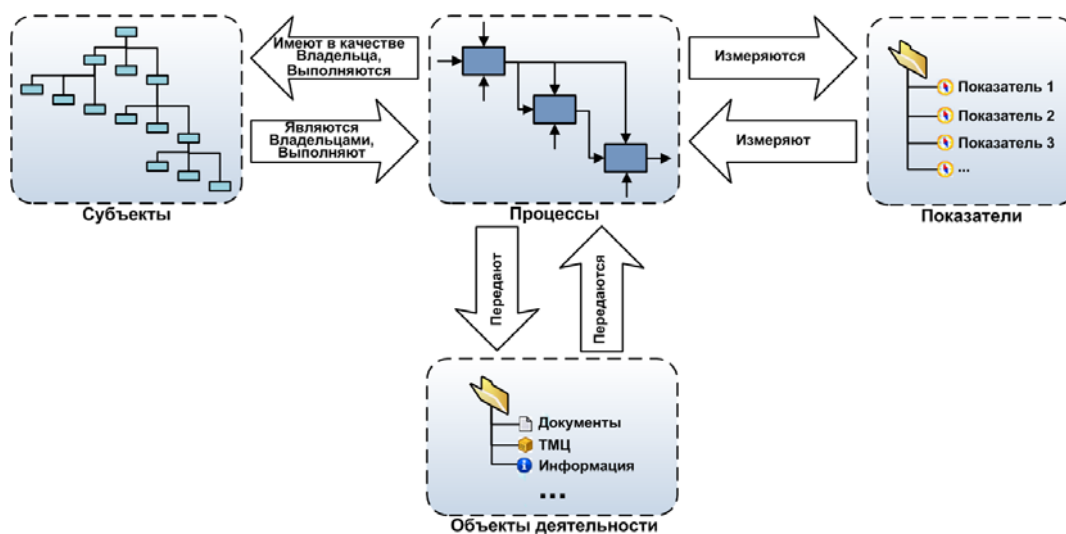 Имеют в качестве
Владельца,
Выполняются
Являются
Владельцами,
Выполняют
Субъекты
Процессы
Измеряются
Измеряют
Показатель 1
Показатель 2
Показатель 3
...
Показатели
Передают
Передаются
Документы
ТМЦ
Информация
...
Объекты деятельности